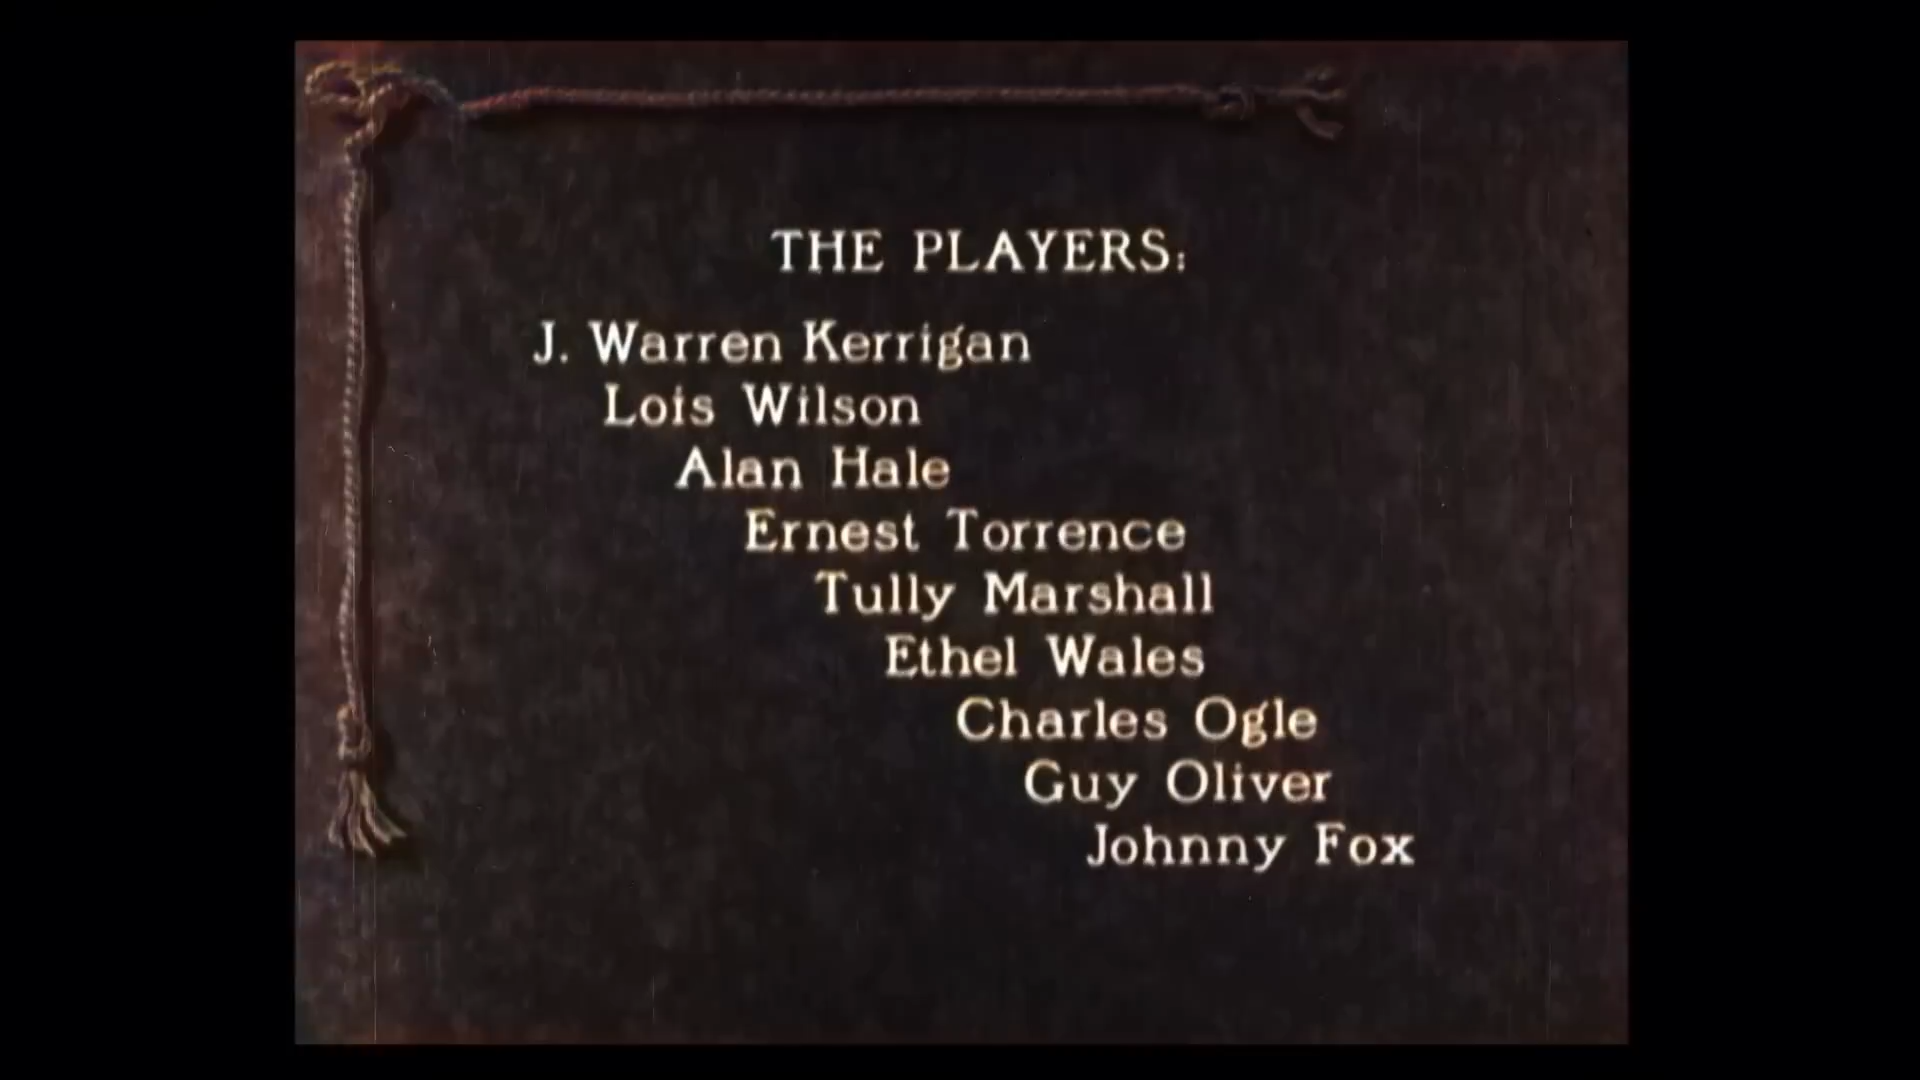 THE PLAYERS:
J. Warren Kerrigan
Lois Wilson
Alan Hale
Ernest Torrence
Tully Marshall
Ethel Wales
Charles Ogle
Guy Oliver
Johnny Fox